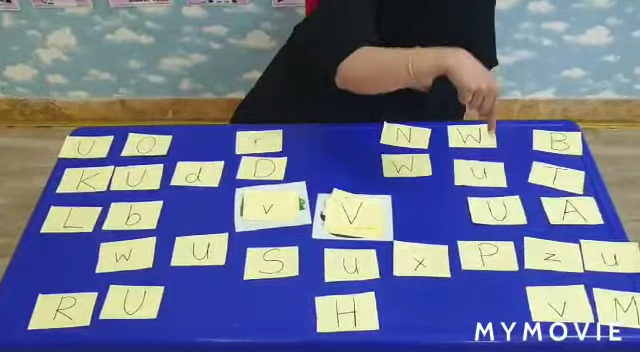 U O r N W B
K U d D W u T
L b v V U A
w U S u x P z u
R U H v M
MYMOVIE